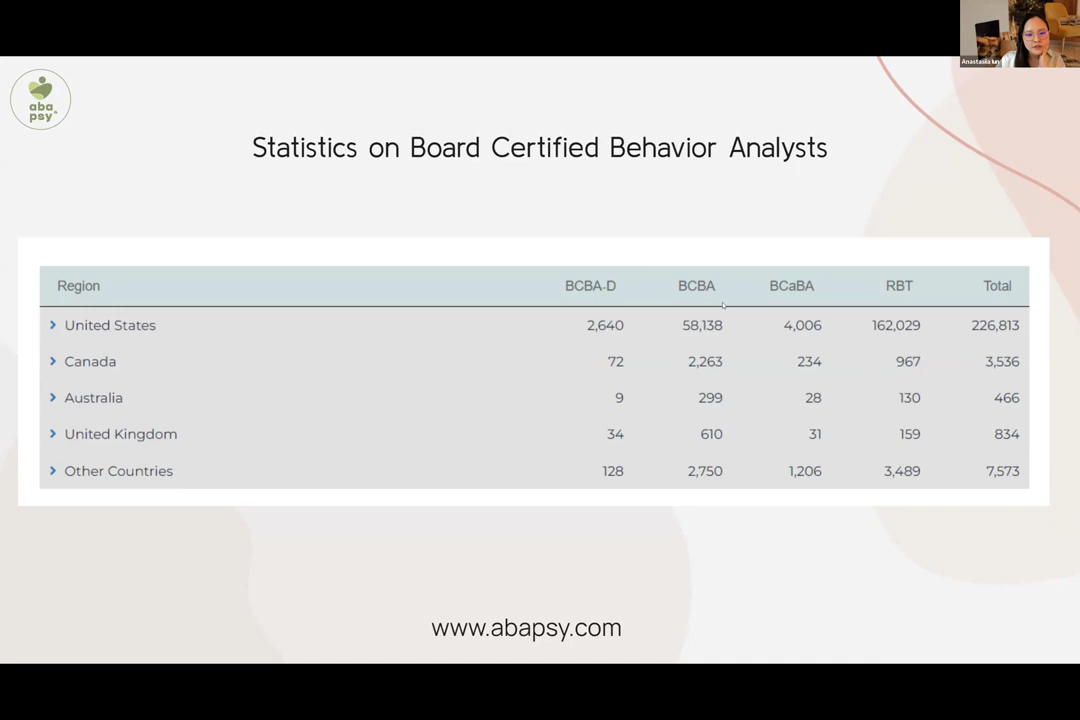 Anastasiia
aba
psy
Statistics on Board Certified Behavior Analysts
Region BCBA-D BCBA BCaBA RBT Total
United States 2,640 58,138 4,006 162,029 226,813
Canada 72 2,263 234 967 3,536
Australia 9 299 28 130 466
United Kingdom 34 610 31 159 834
Other Countries 128 2,750 1,206 3,489 7,573
www.abapsy.com